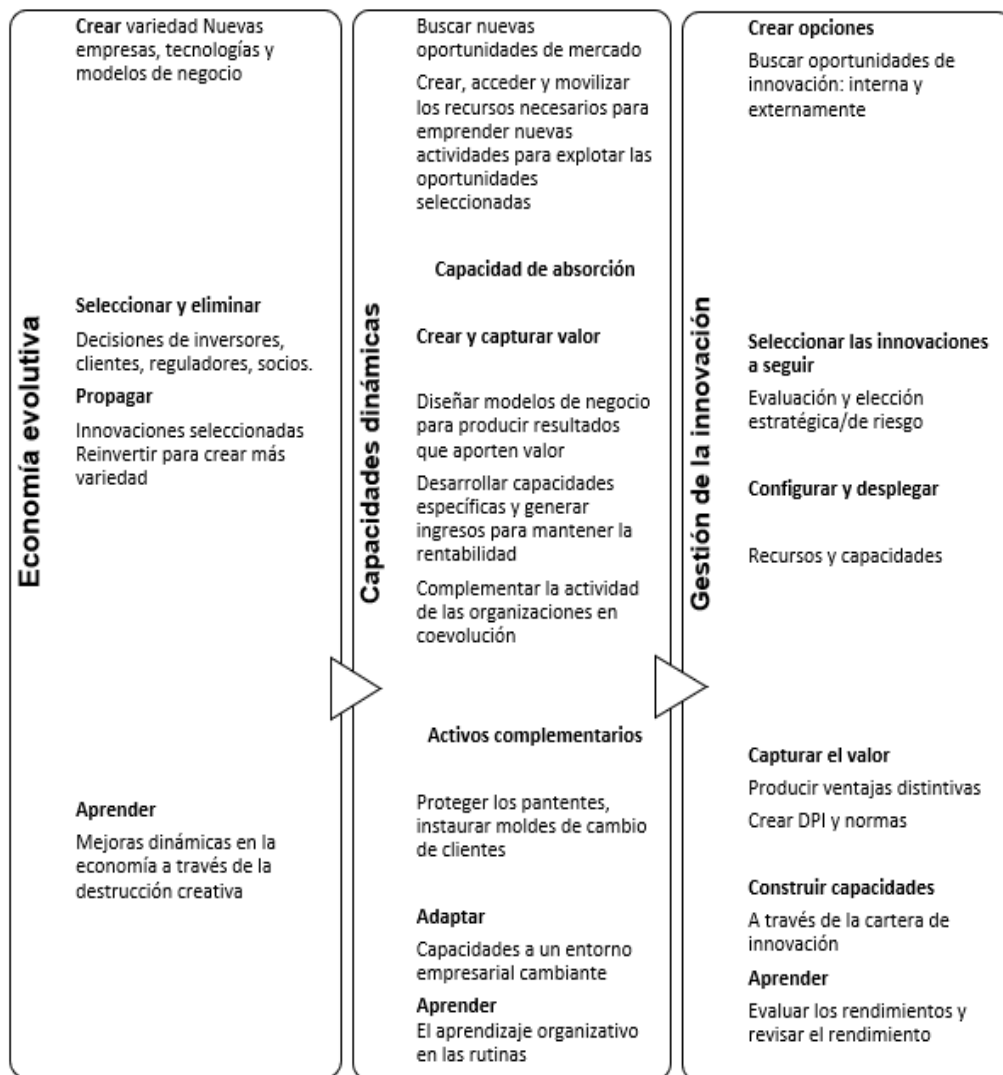 Economía evolutiva
Crear variedad Nuevas
empresas, tecnologías y
modelos de negocio
Seleccionar y eliminar
Decisiones de inversores,
clientes, reguladores, socios.
Propagar
Innovaciones seleccionadas
Reinvertir para crear más
variedad
Aprender
Mejoras dinámicas en la
economía a través de la
destrucción creativa
Capacidades dinámicas
Buscar nuevas
oportunidades de mercado
Crear, acceder y movilizar
los recursos necesarios para
emprender nuevas
actividades para explotar las
oportunidades
seleccionadas
Capacidad de absorción
Crear y capturar valor
Diseñar modelos de negocio
para producir resultados
que aporten valor
Desarrollar capacidades
específicas y generar
ingresos para mantener la
rentabilidad
Complementar la actividad
de las organizaciones en
coevolución
Activos complementarios
Proteger los pantentes,
instaurar moldes de cambio
de clientes
Adaptar
Capacidades a un entorno
empresarial cambiante
Aprender
El aprendizaje organizativo
en las rutinas
Gestión de la innovación
Crear opciones
Buscar oportunidades de
innovación: interna y
externamente
Seleccionar las innovaciones
a seguir
Evaluación y elección
estratégica/de riesgo
Configurar y desplegar
Recursos y capacidades
Capturar el valor
Producir ventajas distintivas
Crear DPI y normas
Construir capacidades
A través de la cartera de
innovación
Aprender
Evaluar los rendimientos y
revisar el rendimiento